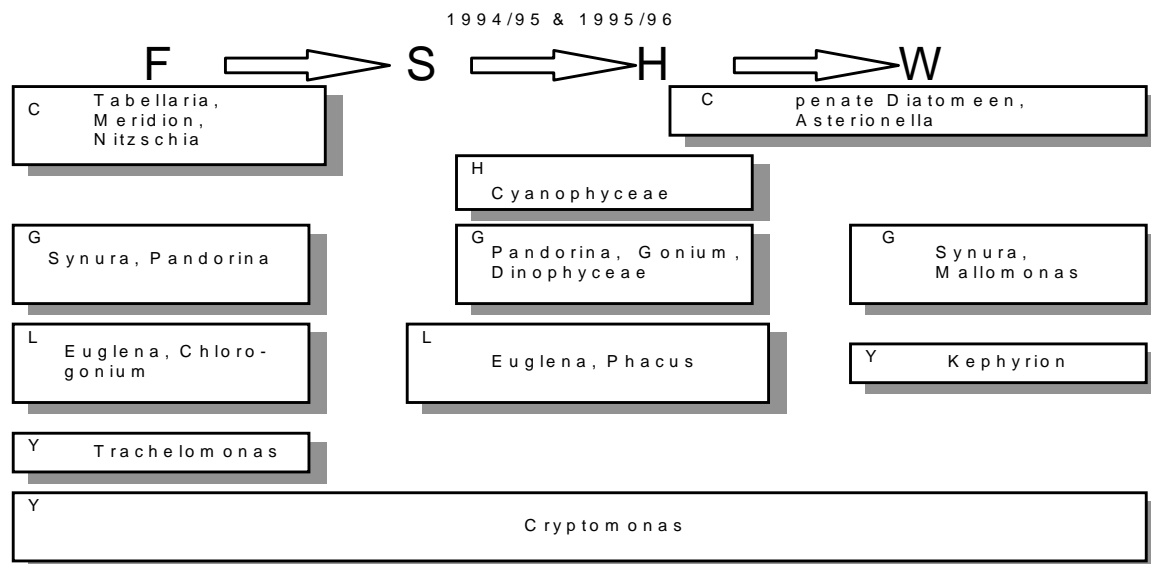 1994/95 & 1995/96
F S H W
C
Tabellaria,
Meridion,
Nitzschia
C
penate Diatomeen,
Asterionella
H
Cyanophyceae
G
Synura, Pandorina
G
Pandorina, Gonium,
Dinophyceae
G
Synura,
Mallomonas
L
Euglena, Chloro-
gonium
L
Euglena, Phacus
Y
Kephyrion
Y
Trachelomonas
Y
Cryptomonas